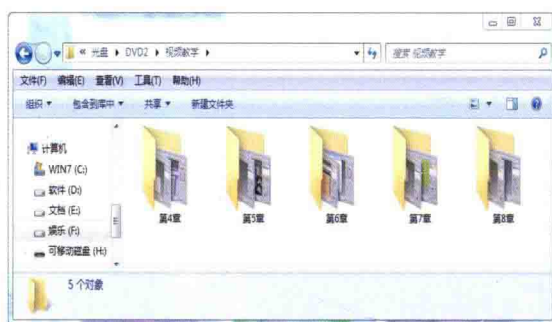 « 光盘 ▸ DVD2 ▸ 视频教学 ▸
搜索 视频教学
文件(F) 编辑(E) 查看(V) 工具(T) 帮助(H)
组织 ▾ 包含到库中 ▾ 共享 ▾ 新建文件夹
计算机
WIN7 (C:)
软件 (D:)
文档 (E:)
娱乐 (F:)
可移动磁盘 (H:)
第4章 第5章 第6章 第7章 第8章
5 个对象